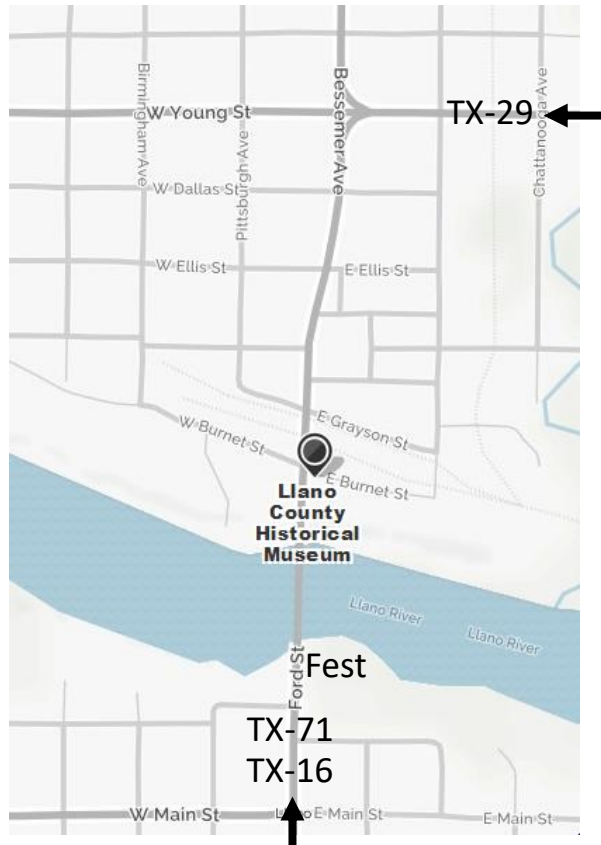 Birmingham Ave
Bessemer Ave
Chattanooga Ave
W Young St
TX-29
Pittsburgh Ave
W Dallas St
W Ellis St
E Ellis St
E Grayson St
W Burnet St
E Burnet St
Llano
County
Historical
Museum
Llano River
Llano River
Ford St
Fest
TX-71
TX-16
W Main St
E Main St
E Main St